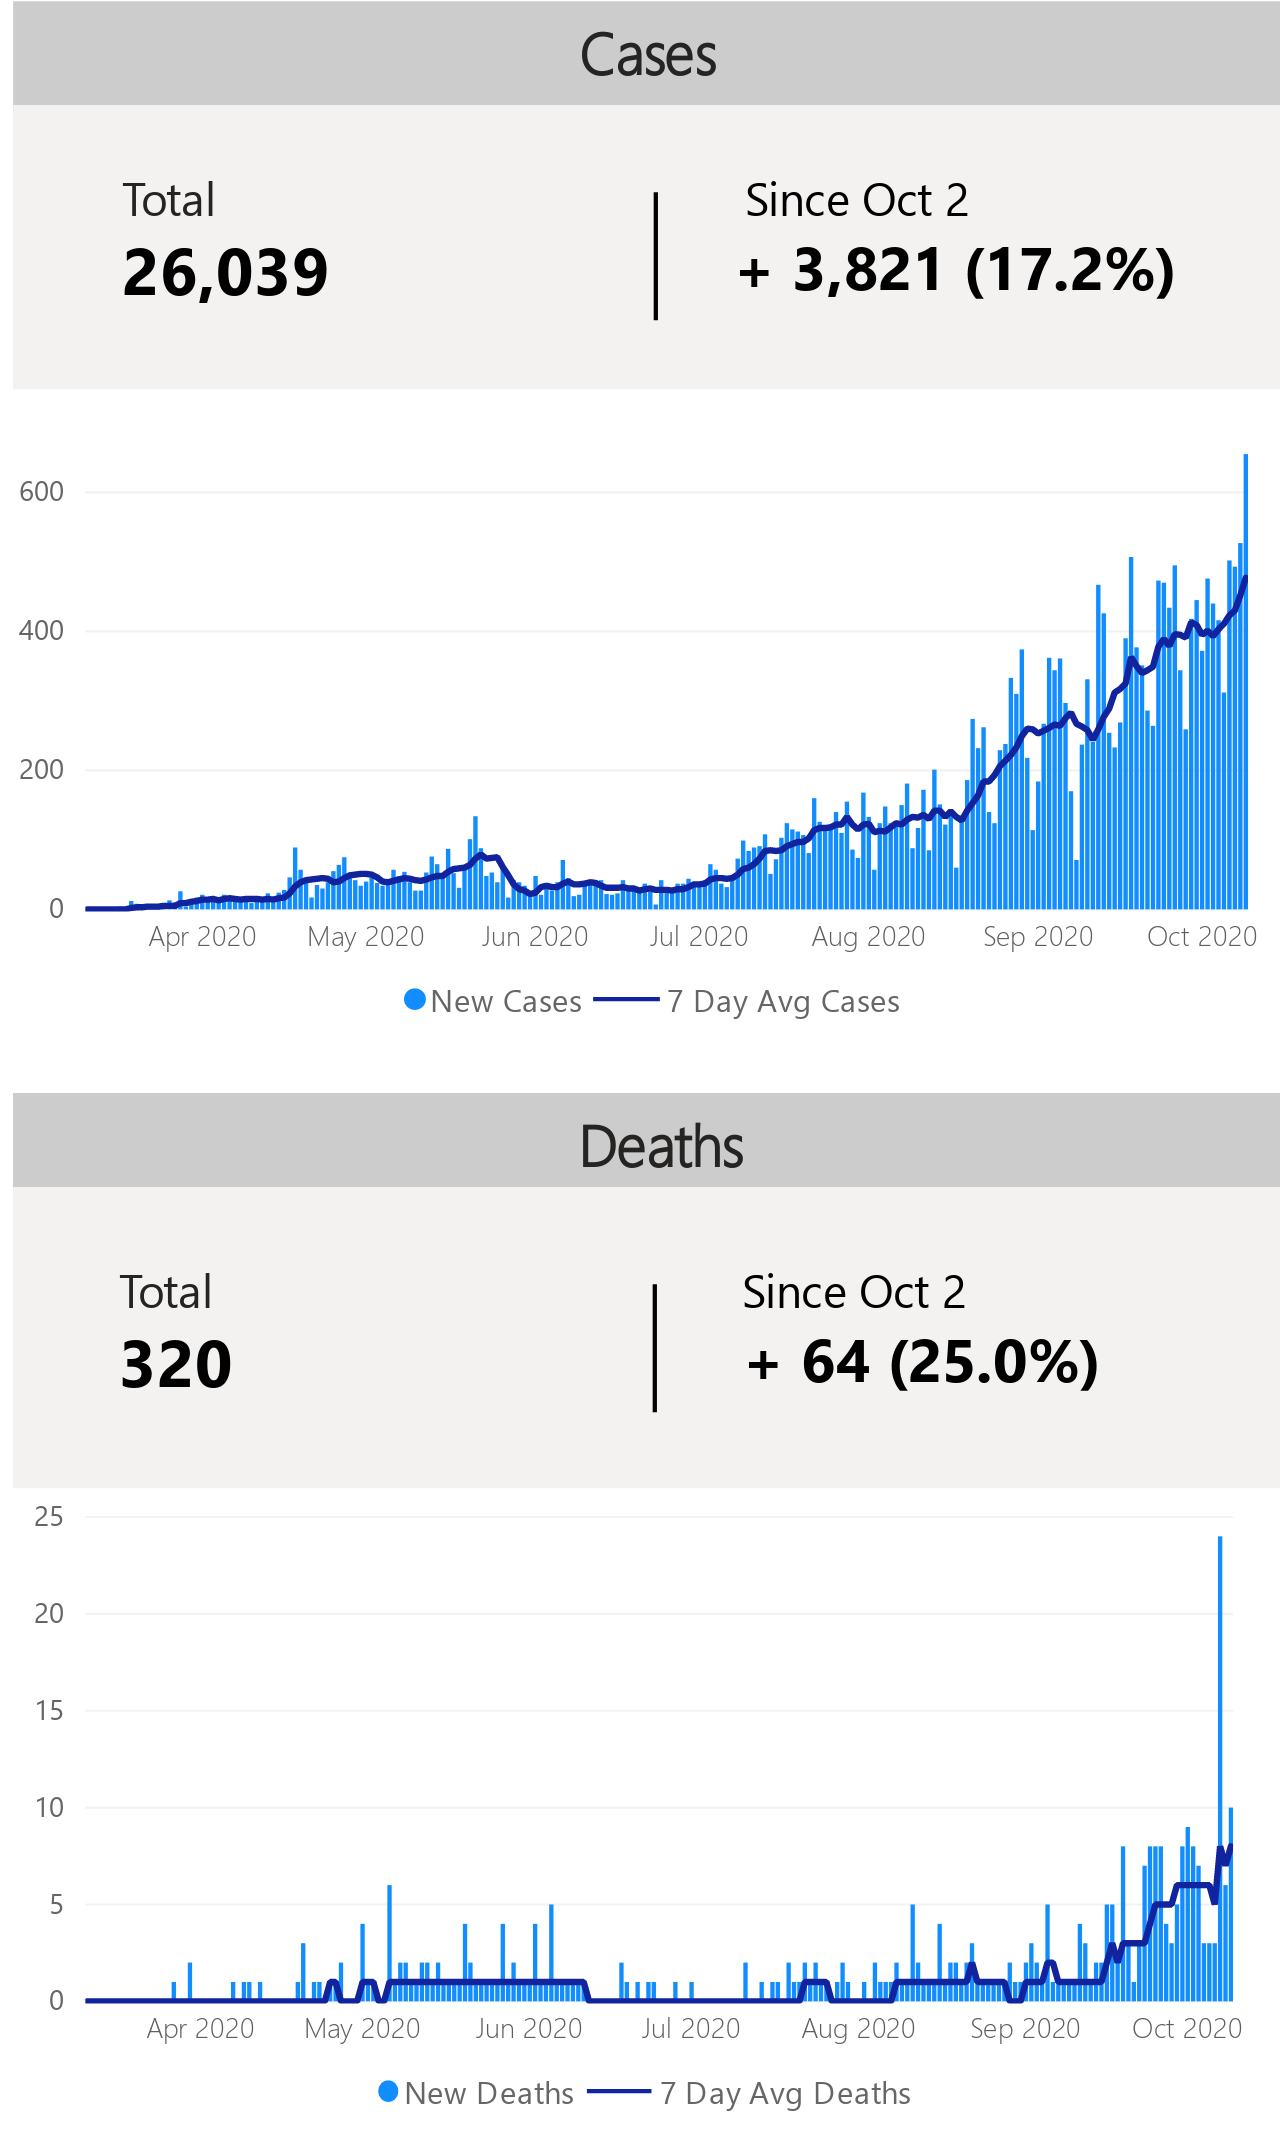 Cases
Total
Since Oct 2
26,039
+ 3,821 (17.2%)
600
400
200
0
Apr 2020 May 2020 Jun 2020 Jul 2020 Aug 2020 Sep 2020 Oct 2020
New Cases 7 Day Avg Cases
Deaths
Total
Since Oct 2
320
+ 64 (25.0%)
25
20
15
10
5
0
Apr 2020 May 2020 Jun 2020 Jul 2020 Aug 2020 Sep 2020 Oct 2020
New Deaths 7 Day Avg Deaths